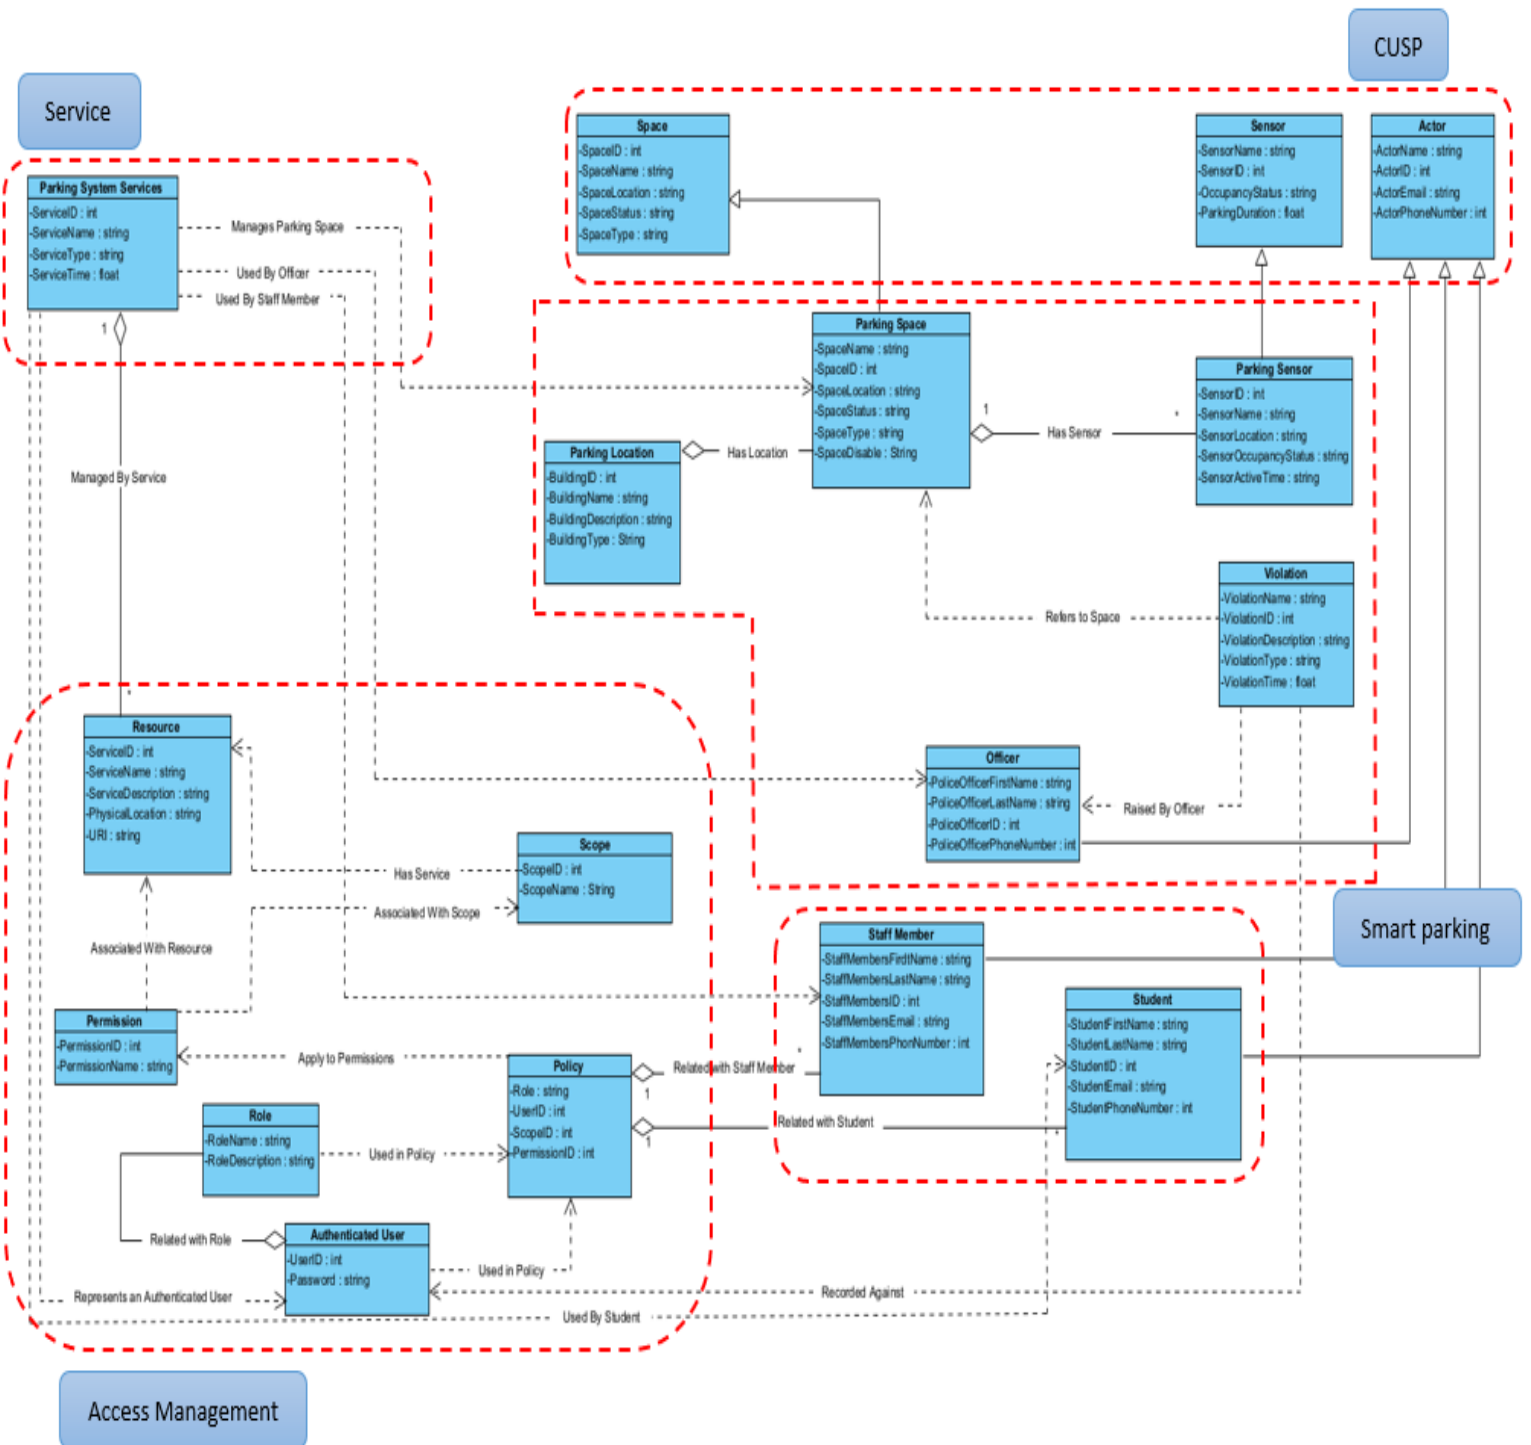 CUSP
Service
Space
-SpaceID : int
-SpaceName : string
-SpaceLocation : string
-SpaceStatus : string
-SpaceType : string
Sensor
-SensorName : string
-SensorID : int
-OccupancyStatus : string
-ParkingDuration : float
Actor
-ActorName : string
-ActorID : int
-ActorEmail : string
-ActorPhoneNumber : int
Parking System Services
-ServiceID : int
-ServiceName : string
-ServiceType : string
-ServiceTime : float
Manages Parking Space
Used By Officer
Used By Staff Member
1
Parking Space
-SpaceName : string
-SpaceID : int
-SpaceLocation : string
-SpaceStatus : string
-SpaceType : string
-SpaceDisable : String
1
Has Sensor
*
Parking Sensor
-SensorID : int
-SensorName : string
-SensorLocation : string
-SensorOccupancyStatus : string
-SensorActiveTime : string
Parking Location
-BuildingID : int
-BuildingName : string
-BuildingDescription : string
-BuildingType : String
Has Location
Managed By Service
*
Violation
-ViolationName : string
-ViolationID : int
-ViolationDescription : string
-ViolationType : string
-ViolationTime : float
Refers to Space
Resource
-ServiceID : int
-ServiceName : string
-ServiceDescription : string
-PhysicalLocation : string
-URI : string
Officer
-PoliceOfficerFirstName : string
-PoliceOfficerLastName : string
-PoliceOfficerID : int
-PoliceOfficerPhoneNumber : int
Raised By Officer
Scope
-ScopeID : int
-ScopeName : String
Has Service
Associated With Scope
Associated With Resource
Smart parking
Staff Member
-StaffMembersFirdtName : string
-StaffMembersLastName : string
-StaffMembersID : int
-StaffMembersEmail : string
-StaffMembersPhonNumber : int
Student
-StudentFirstName : string
-StudentLastName : string
-StudentID : int
-StudentEmail : string
-StudentPhoneNumber : int
Permission
-PermissionID : int
-PermissionName : string
Apply to Permissions
Policy
-Role : string
-UserID : int
-ScopeID : int
-PermissionID : int
1
Related with Staff Member
*
1
Related with Student
*
Role
-RoleName : string
-RoleDescription : string
Used in Policy
Related with Role
Authenticated User
-UserID : int
-Password : string
Used in Policy
Represents an Authenticated User
Recorded Against
Used By Student
Access Management